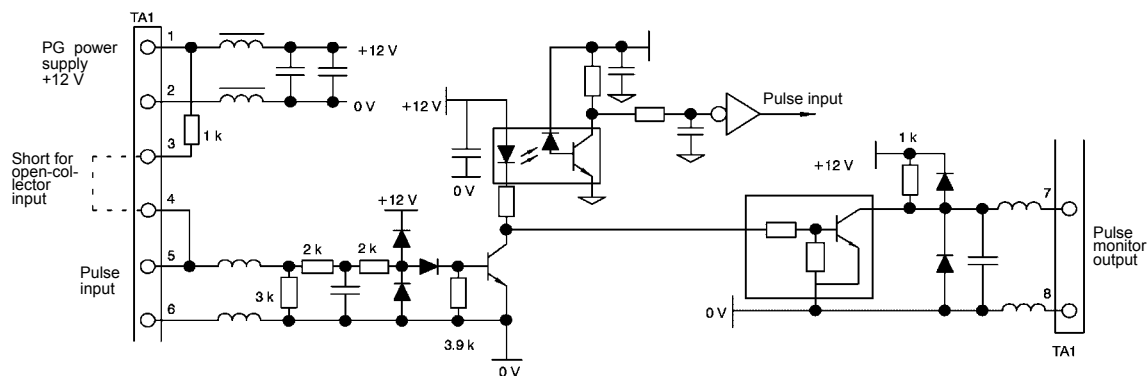 TA1
1
PG power
supply
+12 V
+12 V
2
0 V
1 k
3
Short for
open-col-
lector
input
4
5
Pulse
input
6
2 k
2 k
3 k
+12 V
3.9 k
0 V
+12 V
0 V
Pulse input
+12 V
1 k
0 V
7
Pulse
monitor
output
8
TA1